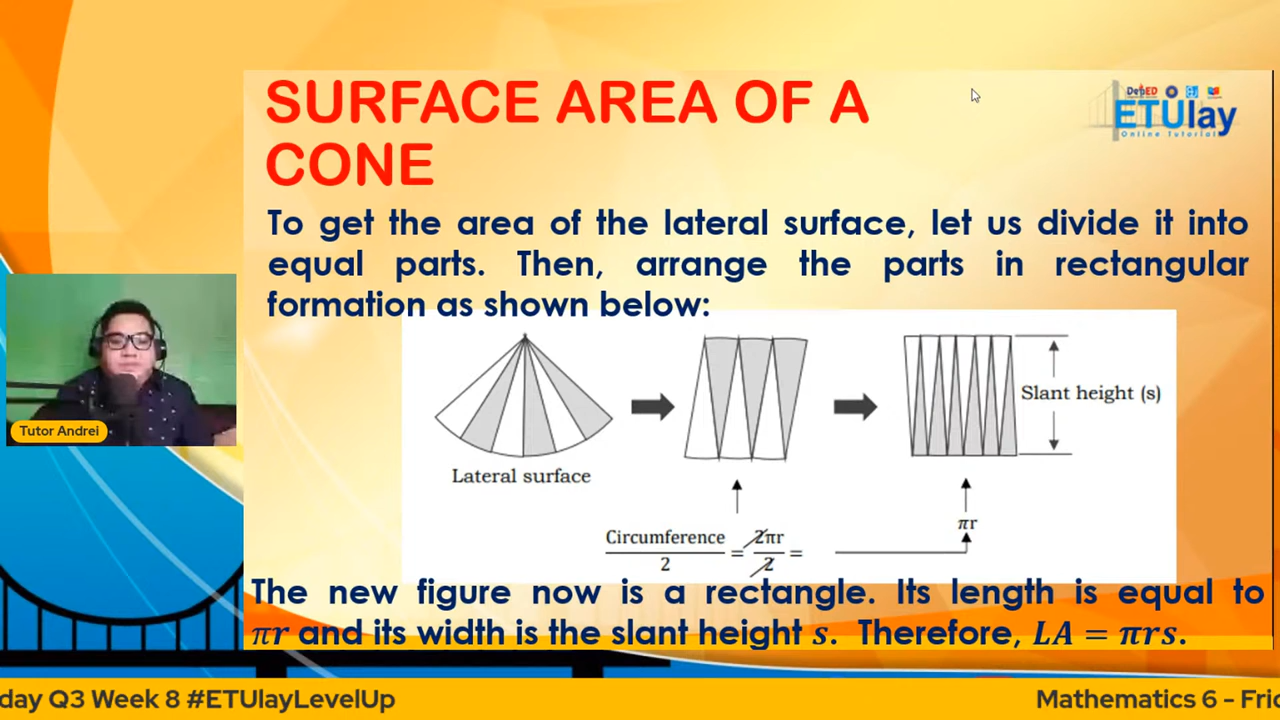 SURFACE AREA OF A
CONE
DepED
ETUlay
Online Tutorial
To get the area of the lateral surface, let us divide it into
equal parts. Then, arrange the parts in rectangular
formation as shown below:
Slant height (s)
Lateral surface
πr
Circumference/2 = 2πr/2 =
The new figure now is a rectangle. Its length is equal to
πr and its width is the slant height s. Therefore, LA = πrs.
Tutor Andrei
day Q3 Week 8 #ETUlayLevelUp
Mathematics 6 - Fri